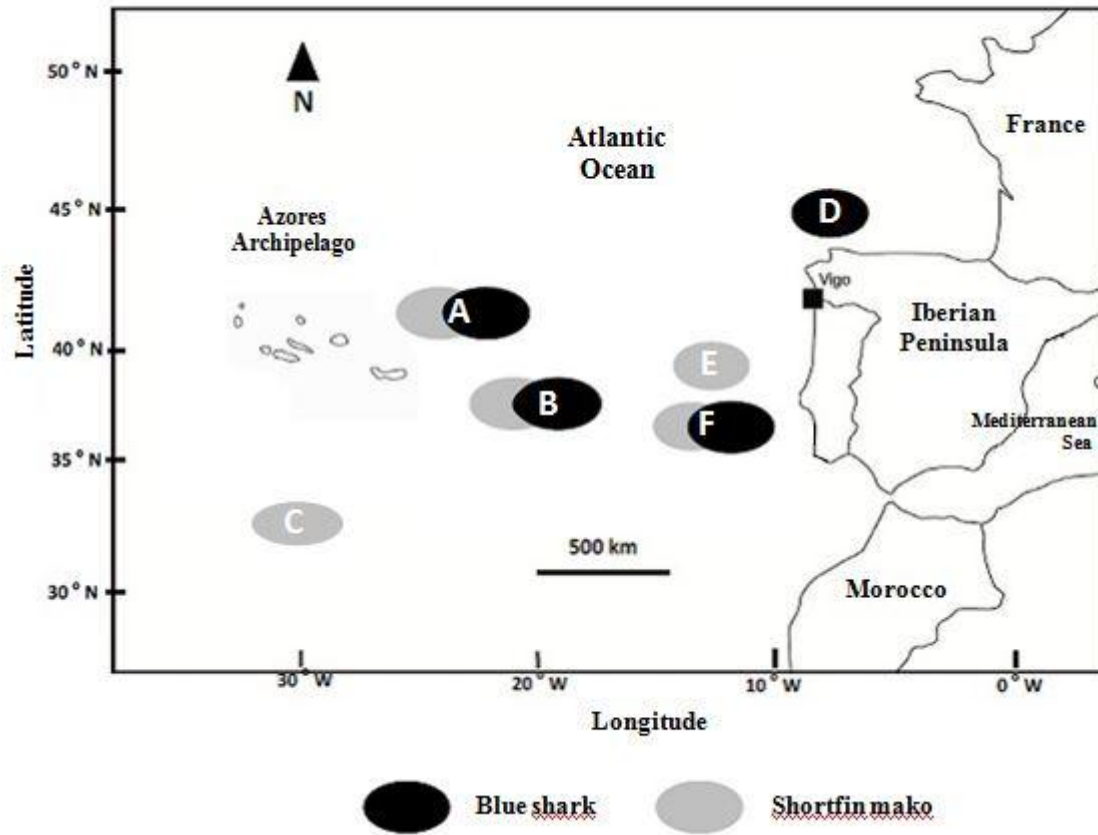 50° N
N
Atlantic
Ocean
France
45° N
D
Azores
Archipelago
Vigo
A
Iberian
Peninsula
Latitude
40° N
E
B
F
Mediterranean
Sea
35° N
C
500 km
30° N
Morocco
30° W
20° W
10° W
0° W
Longitude
Blue shark
Shortfin mako